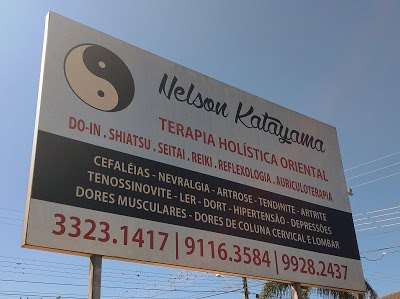 Nelson Katayama
TERAPIA HOLÍSTICA ORIENTAL
DO-IN . SHIATSU . SEITAI . REIKI . REFLEXOLOGIA . AURICULOTERAPIA
CEFALÉIAS - NEVRALGIA - ARTROSE - TENDINITE - ARTRITE
TENOSSINOVITE - LER - DORT - HIPERTENSÃO - DEPRESSÕES
DORES MUSCULARES - DORES DE COLUNA CERVICAL E LOMBAR
3323.1417 | 9116.3584 | 9928.2437